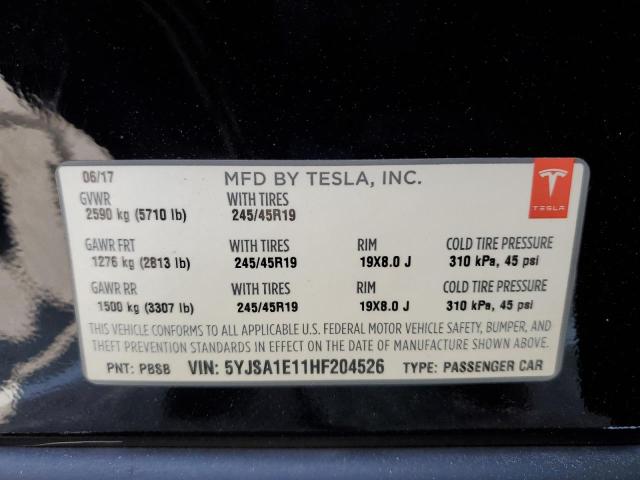 06/17 MFD BY TESLA, INC.
GVWR WITH TIRES
2590 kg (5710 lb) 245/45R19
TESLA
GAWR FRT WITH TIRES RIM COLD TIRE PRESSURE
1276 kg (2813 lb) 245/45R19 19X8.0 J 310 kPa, 45 psi
GAWR RR WITH TIRES RIM COLD TIRE PRESSURE
1500 kg (3307 lb) 245/45R19 19X8.0 J 310 kPa, 45 psi
THIS VEHICLE CONFORMS TO ALL APPLICABLE U.S. FEDERAL MOTOR VEHICLE SAFETY, BUMPER, AND
THEFT PREVENTION STANDARDS IN EFFECT ON THE DATE OF MANUFACTURE SHOWN ABOVE.
PNT: PBSB VIN: 5YJSA1E11HF204526 TYPE: PASSENGER CAR